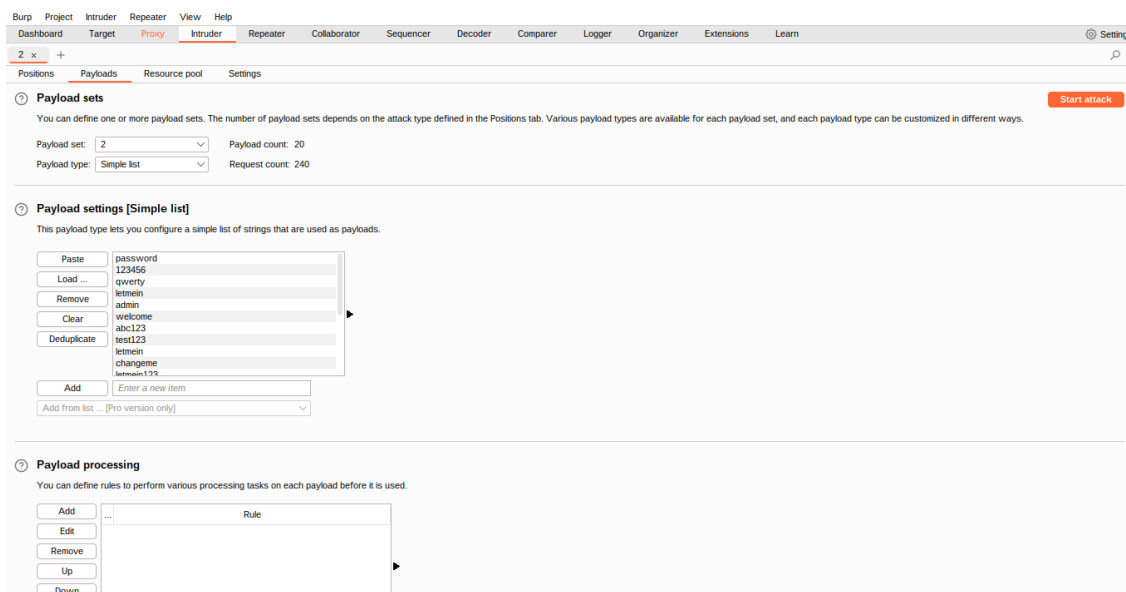 Burp Project Intruder Repeater View Help
Dashboard Target Proxy Intruder Repeater Collaborator Sequencer Decoder Comparer Logger Organizer Extensions Learn Setting
2 × +
Positions Payloads Resource pool Settings
? Payload sets Start attack
You can define one or more payload sets. The number of payload sets depends on the attack type defined in the Positions tab. Various payload types are available for each payload set, and each payload type can be customized in different ways.
Payload set: 2 Payload count: 20
Payload type: Simple list Request count: 240
? Payload settings [Simple list]
This payload type lets you configure a simple list of strings that are used as payloads.
Paste password
123456
Load ... qwerty
letmein
Remove admin
Clear welcome
abc123
Deduplicate test123
letmein
changeme
letmein123
Add Enter a new item
Add from list ... [Pro version only]
? Payload processing
You can define rules to perform various processing tasks on each payload before it is used.
Add ... Rule
Edit
Remove
Up
Down